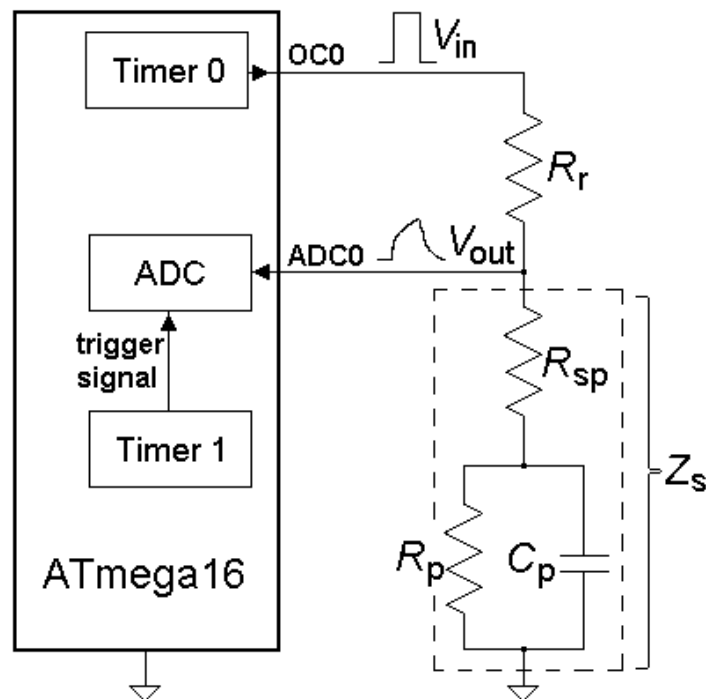 Timer 0
OC0
Vin
Rr
ADC
ADC0
Vout
trigger
signal
Rsp
Timer 1
Zs
Rp
Cp
ATmega16